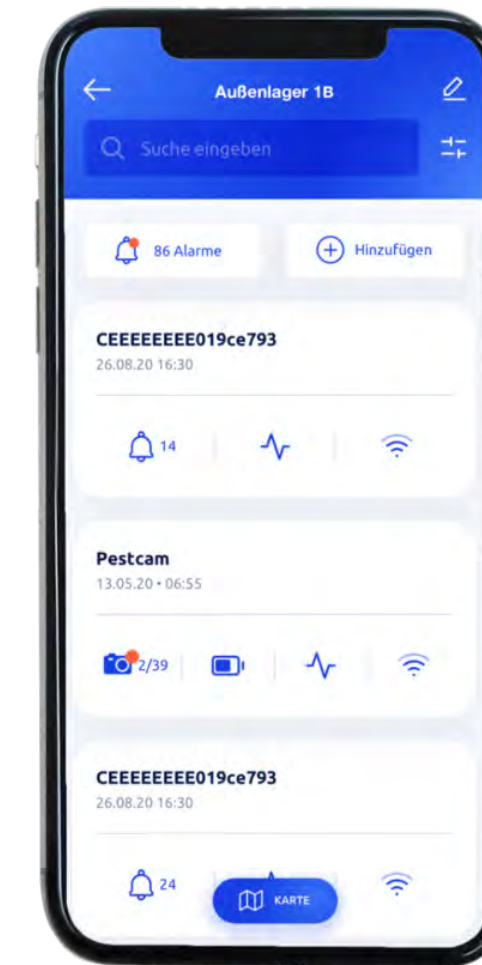 Außenlager 1B
Suche eingeben
86 Alarme
Hinzufügen
CEEEEEEEE019ce793
26.08.20 16:30
14
Pestcam
13.05.20 • 06:55
2/39
CEEEEEEEE019ce793
26.08.20 16:30
24
KARTE